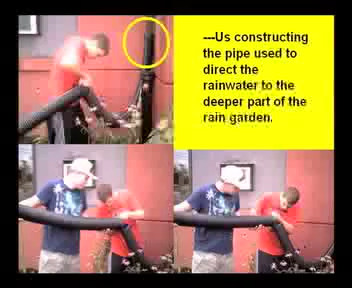 ---Us constructing
the pipe used to
direct the
rainwater to the
deeper part of the
rain garden.